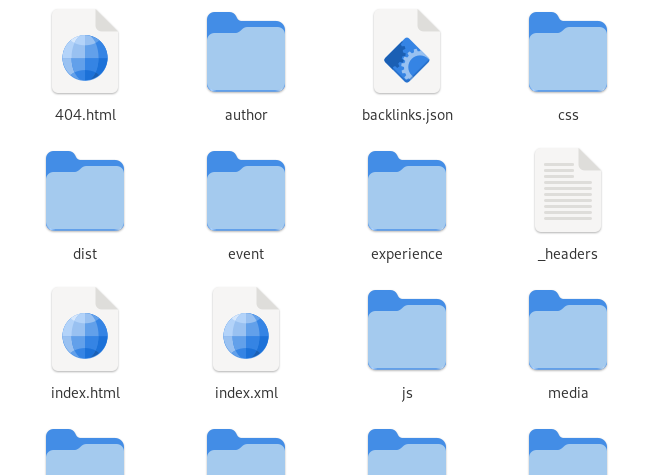 404.html
author
backlinks.json
css
dist
event
experience
_headers
index.html
index.xml
js
media